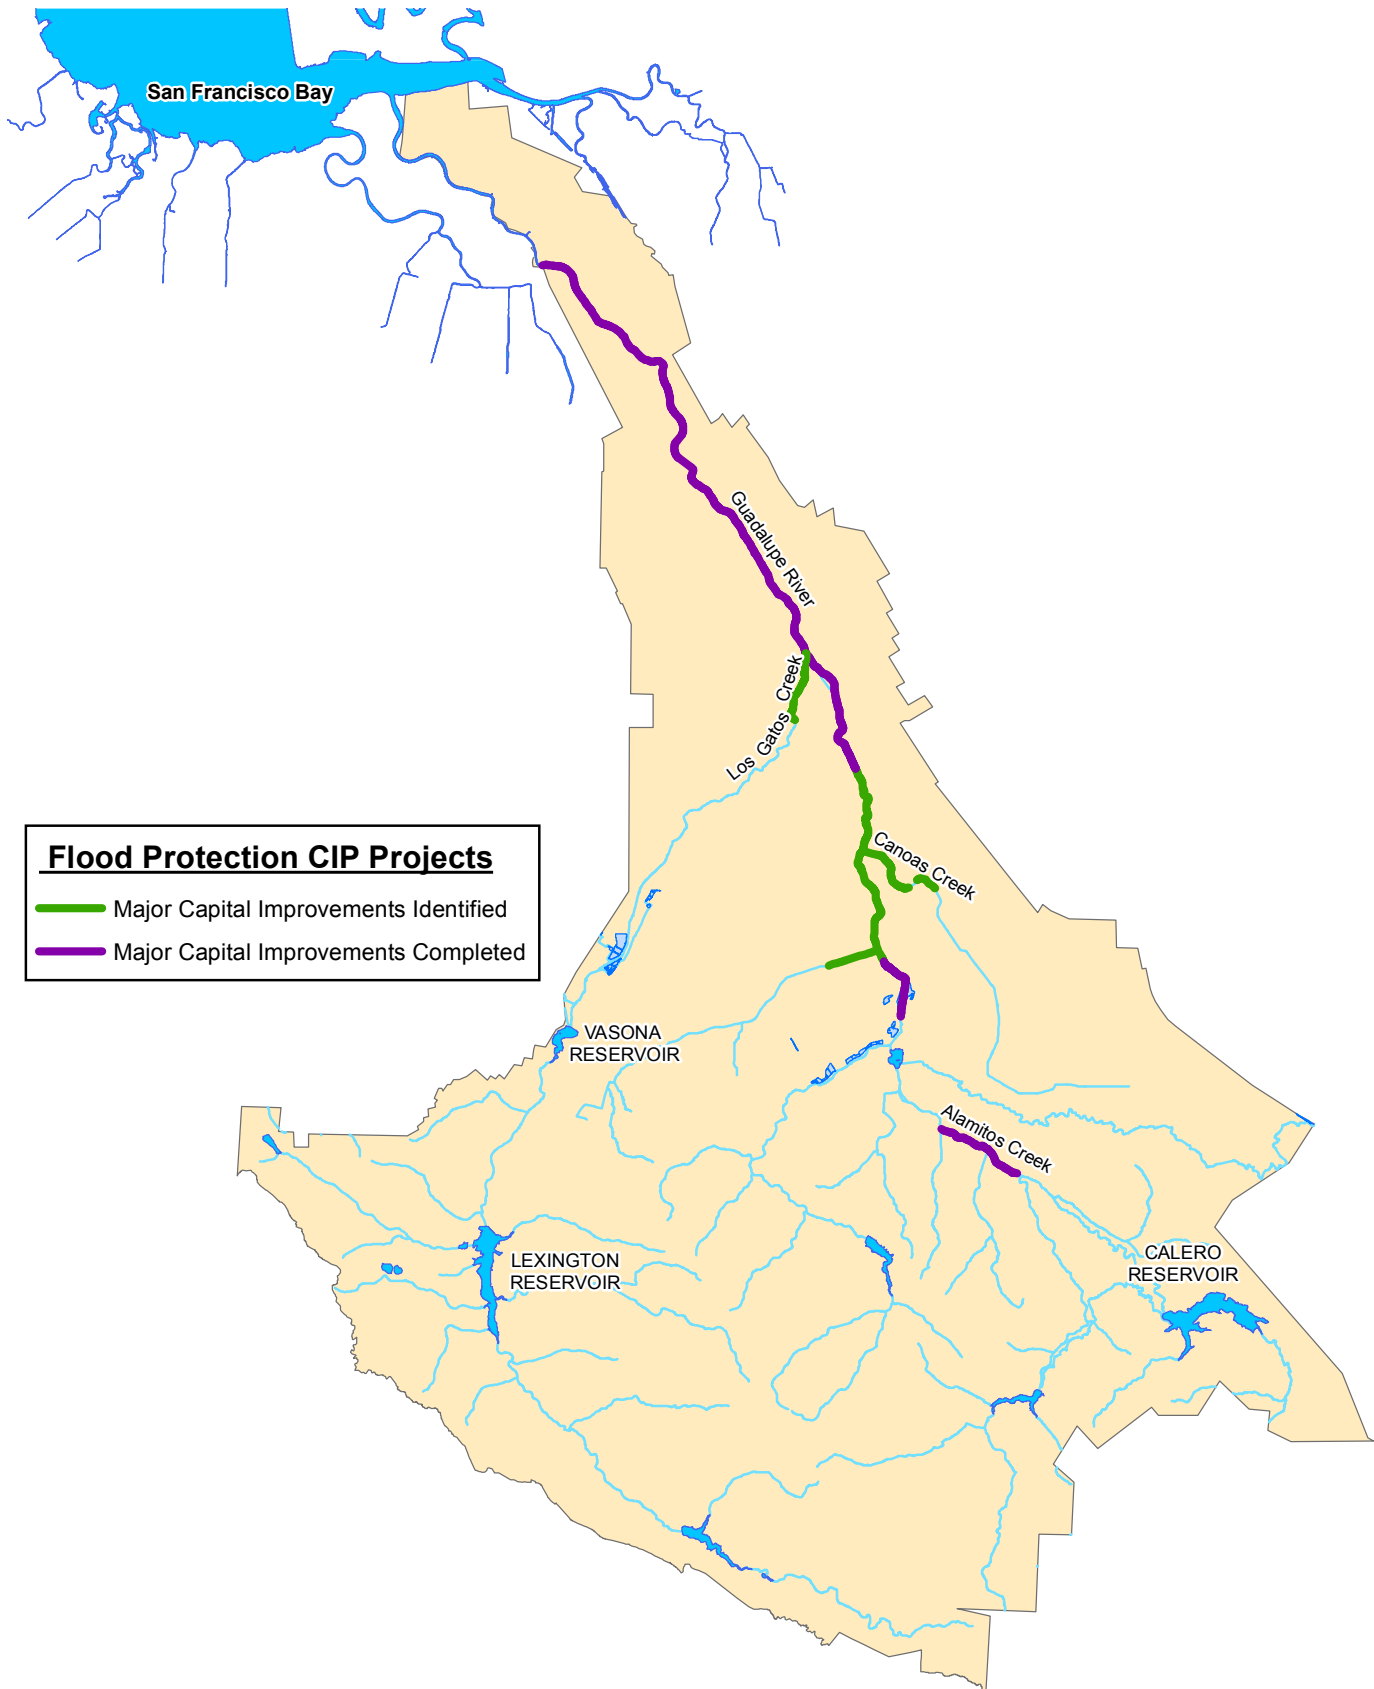 San Francisco Bay
Guadalupe River
Los Gatos Creek
Canoas Creek
Flood Protection CIP Projects
Major Capital Improvements Identified
Major Capital Improvements Completed
VASONA
RESERVOIR
Alamitos Creek
LEXINGTON
RESERVOIR
CALERO
RESERVOIR